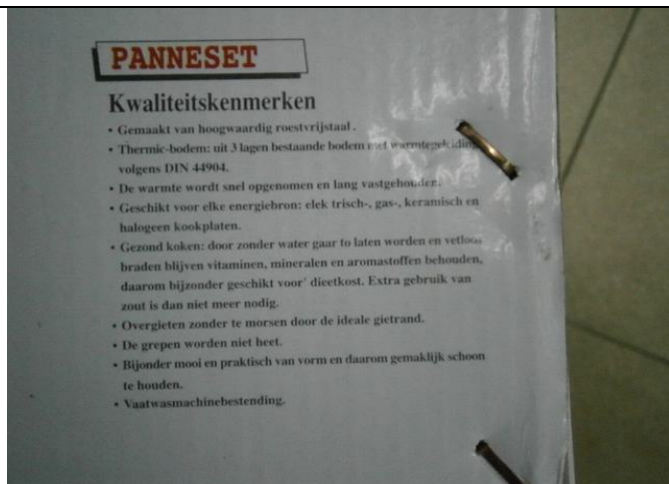 PANNESET
Kwaliteitskenmerken
• Gemaakt van hoogwaardig roestvrijstaal .
• Thermic-bodem: uit 3 lagen bestaande bodem met warmtegeleiding
volgens DIN 44904.
• De warmte wordt snel opgenomen en lang vastgehouden.
• Geschikt voor elke energiebron: elek trisch-, gas-, keramisch en
halogeen kookplaten.
• Gezond koken: door zonder water gaar to laten worden en vetloos
braden blijven vitaminen, mineralen en aromastoffen behouden,
daarom bijzonder geschikt voor' dieetkost. Extra gebruik van
zout is dan niet meer nodig.
• Overgieten zonder te morsen door de ideale gietrand.
• De grepen worden niet heet.
• Bijonder mooi en praktisch van vorm en daarom gemaklijk schoon
te houden.
• Vaatwasmachinebestending.